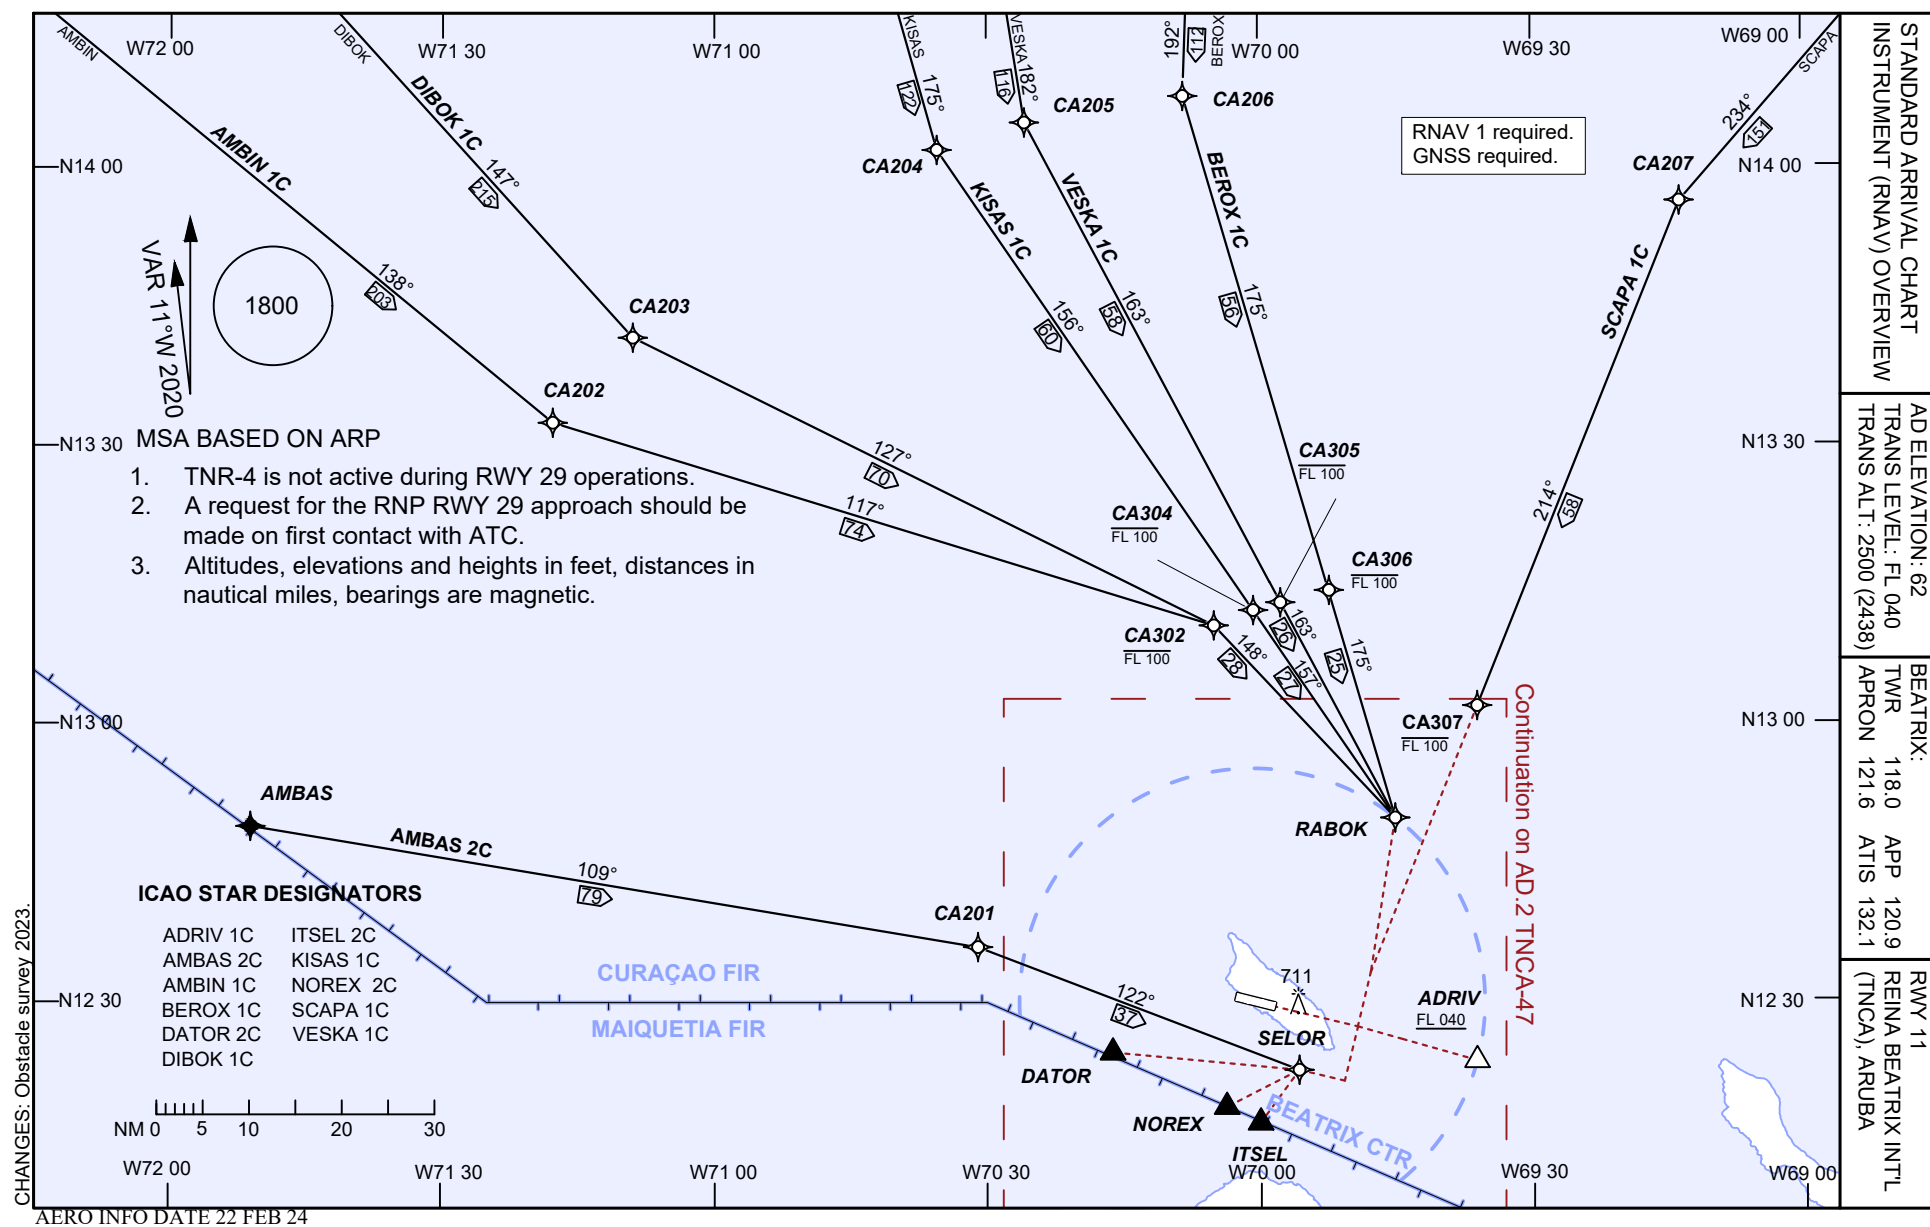 STANDARD ARRIVAL CHART
INSTRUMENT (RNAV) OVERVIEW
AD ELEVATION: 62
TRANS LEVEL: FL 040
TRANS ALT: 2500 (2438)
BEATRIX:
TWR 118.0 APP 120.9
APRON 121.6 ATIS 132.1
RWY 11
REINA BEATRIX INT'L
(TNCA), ARUBA
W72 00
W71 30
W71 00
W70 00
W69 30
W69 00
AMBIN
DIBOK
KISAS
VESKA
BEROX
SCAPA
175°
122
182°
116
192°
112
234°
151
CA204
CA205
CA206
CA207
RNAV 1 required.
GNSS required.
N14 00
N14 00
AMBIN 1C
DIBOK 1C
KISAS 1C
VESKA 1C
BEROX 1C
SCAPA 1C
147°
215
138°
203
156°
60
163°
58
175°
56
214°
58
VAR 11°W 2020
1800
CA203
CA202
MSA BASED ON ARP
N13 30
N13 30
1. TNR-4 is not active during RWY 29 operations.
2. A request for the RNP RWY 29 approach should be
made on first contact with ATC.
3. Altitudes, elevations and heights in feet, distances in
nautical miles, bearings are magnetic.
127°
70
117°
74
CA305
FL 100
CA304
FL 100
CA306
FL 100
CA302
FL 100
148°
28
157°
27
163°
26
175°
25
CA307
FL 100
N13 00
N13 00
Continuation on AD.2 TNCA-47
RABOK
AMBAS
AMBAS 2C
109°
79
CA201
122°
37
ICAO STAR DESIGNATORS
ADRIV 1C ITSEL 2C
AMBAS 2C KISAS 1C
AMBIN 1C NOREX 2C
BEROX 1C SCAPA 1C
DATOR 2C VESKA 1C
DIBOK 1C
CURAÇAO FIR
MAIQUETIA FIR
N12 30
N12 30
711
ADRIV
FL 040
SELOR
DATOR
NOREX
ITSEL
BEATRIX CTR
NM 0 5 10 20 30
W72 00
W71 30
W71 00
W70 30
W70 00
W69 30
W69 00
CHANGES: Obstacle survey 2023.
AERO INFO DATE 22 FEB 24